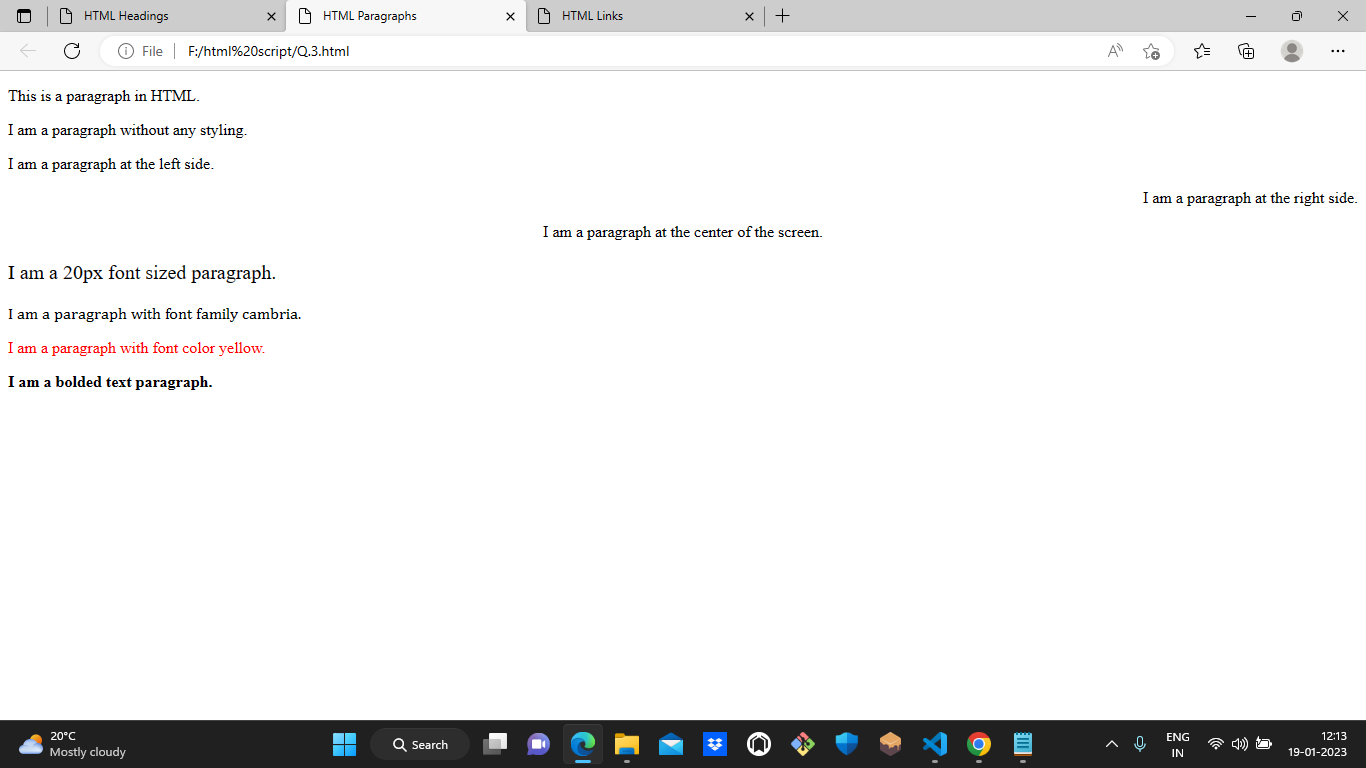 HTML Headings
HTML Paragraphs
HTML Links
File
F:/html%20script/Q.3.html
This is a paragraph in HTML.
I am a paragraph without any styling.
I am a paragraph at the left side.
I am a paragraph at the right side.
I am a paragraph at the center of the screen.
I am a 20px font sized paragraph.
I am a paragraph with font family cambria.
I am a paragraph with font color yellow.
I am a bolded text paragraph.
20°C
Mostly cloudy
Search
ENG
IN
12:13
19-01-2023